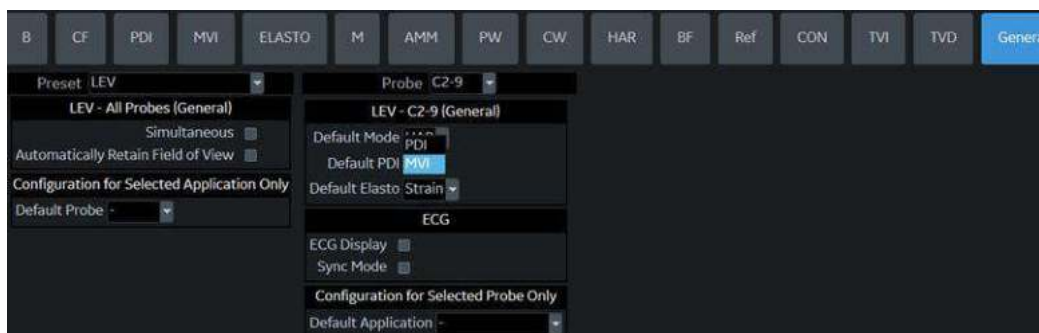 B CF PDI MVI ELASTO M AMM PW CW HAR BF Ref CON TVI TVD Genera
Preset LEV
LEV - All Probes (General)
Simultaneous
Automatically Retain Field of View
Configuration for Selected Application Only
Default Probe -
Probe C2-9
LEV - C2-9 (General)
Default Mode
PDI
Default PDI MVI
Default Elasto Strain
ECG
ECG Display
Sync Mode
Configuration for Selected Probe Only
Default Application -